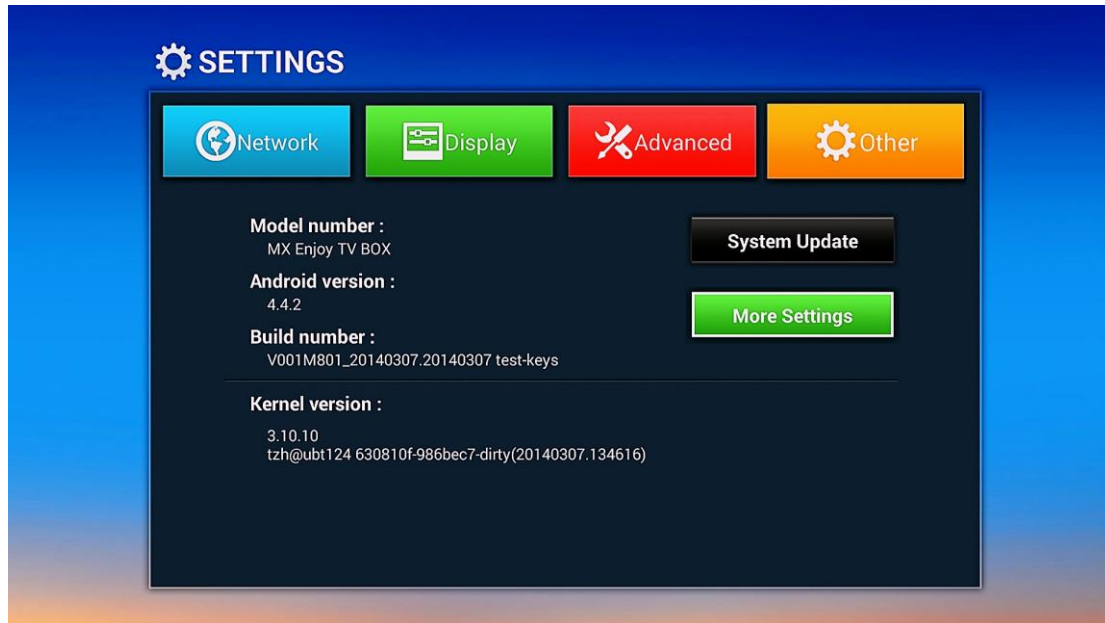 SETTINGS
Network
Display
Advanced
Other
Model number :
MX Enjoy TV BOX
Android version :
4.4.2
Build number :
V001M801_20140307.20140307 test-keys
Kernel version :
3.10.10
tzh@ubt124 630810f-986bec7-dirty(20140307.134616)
System Update
More Settings